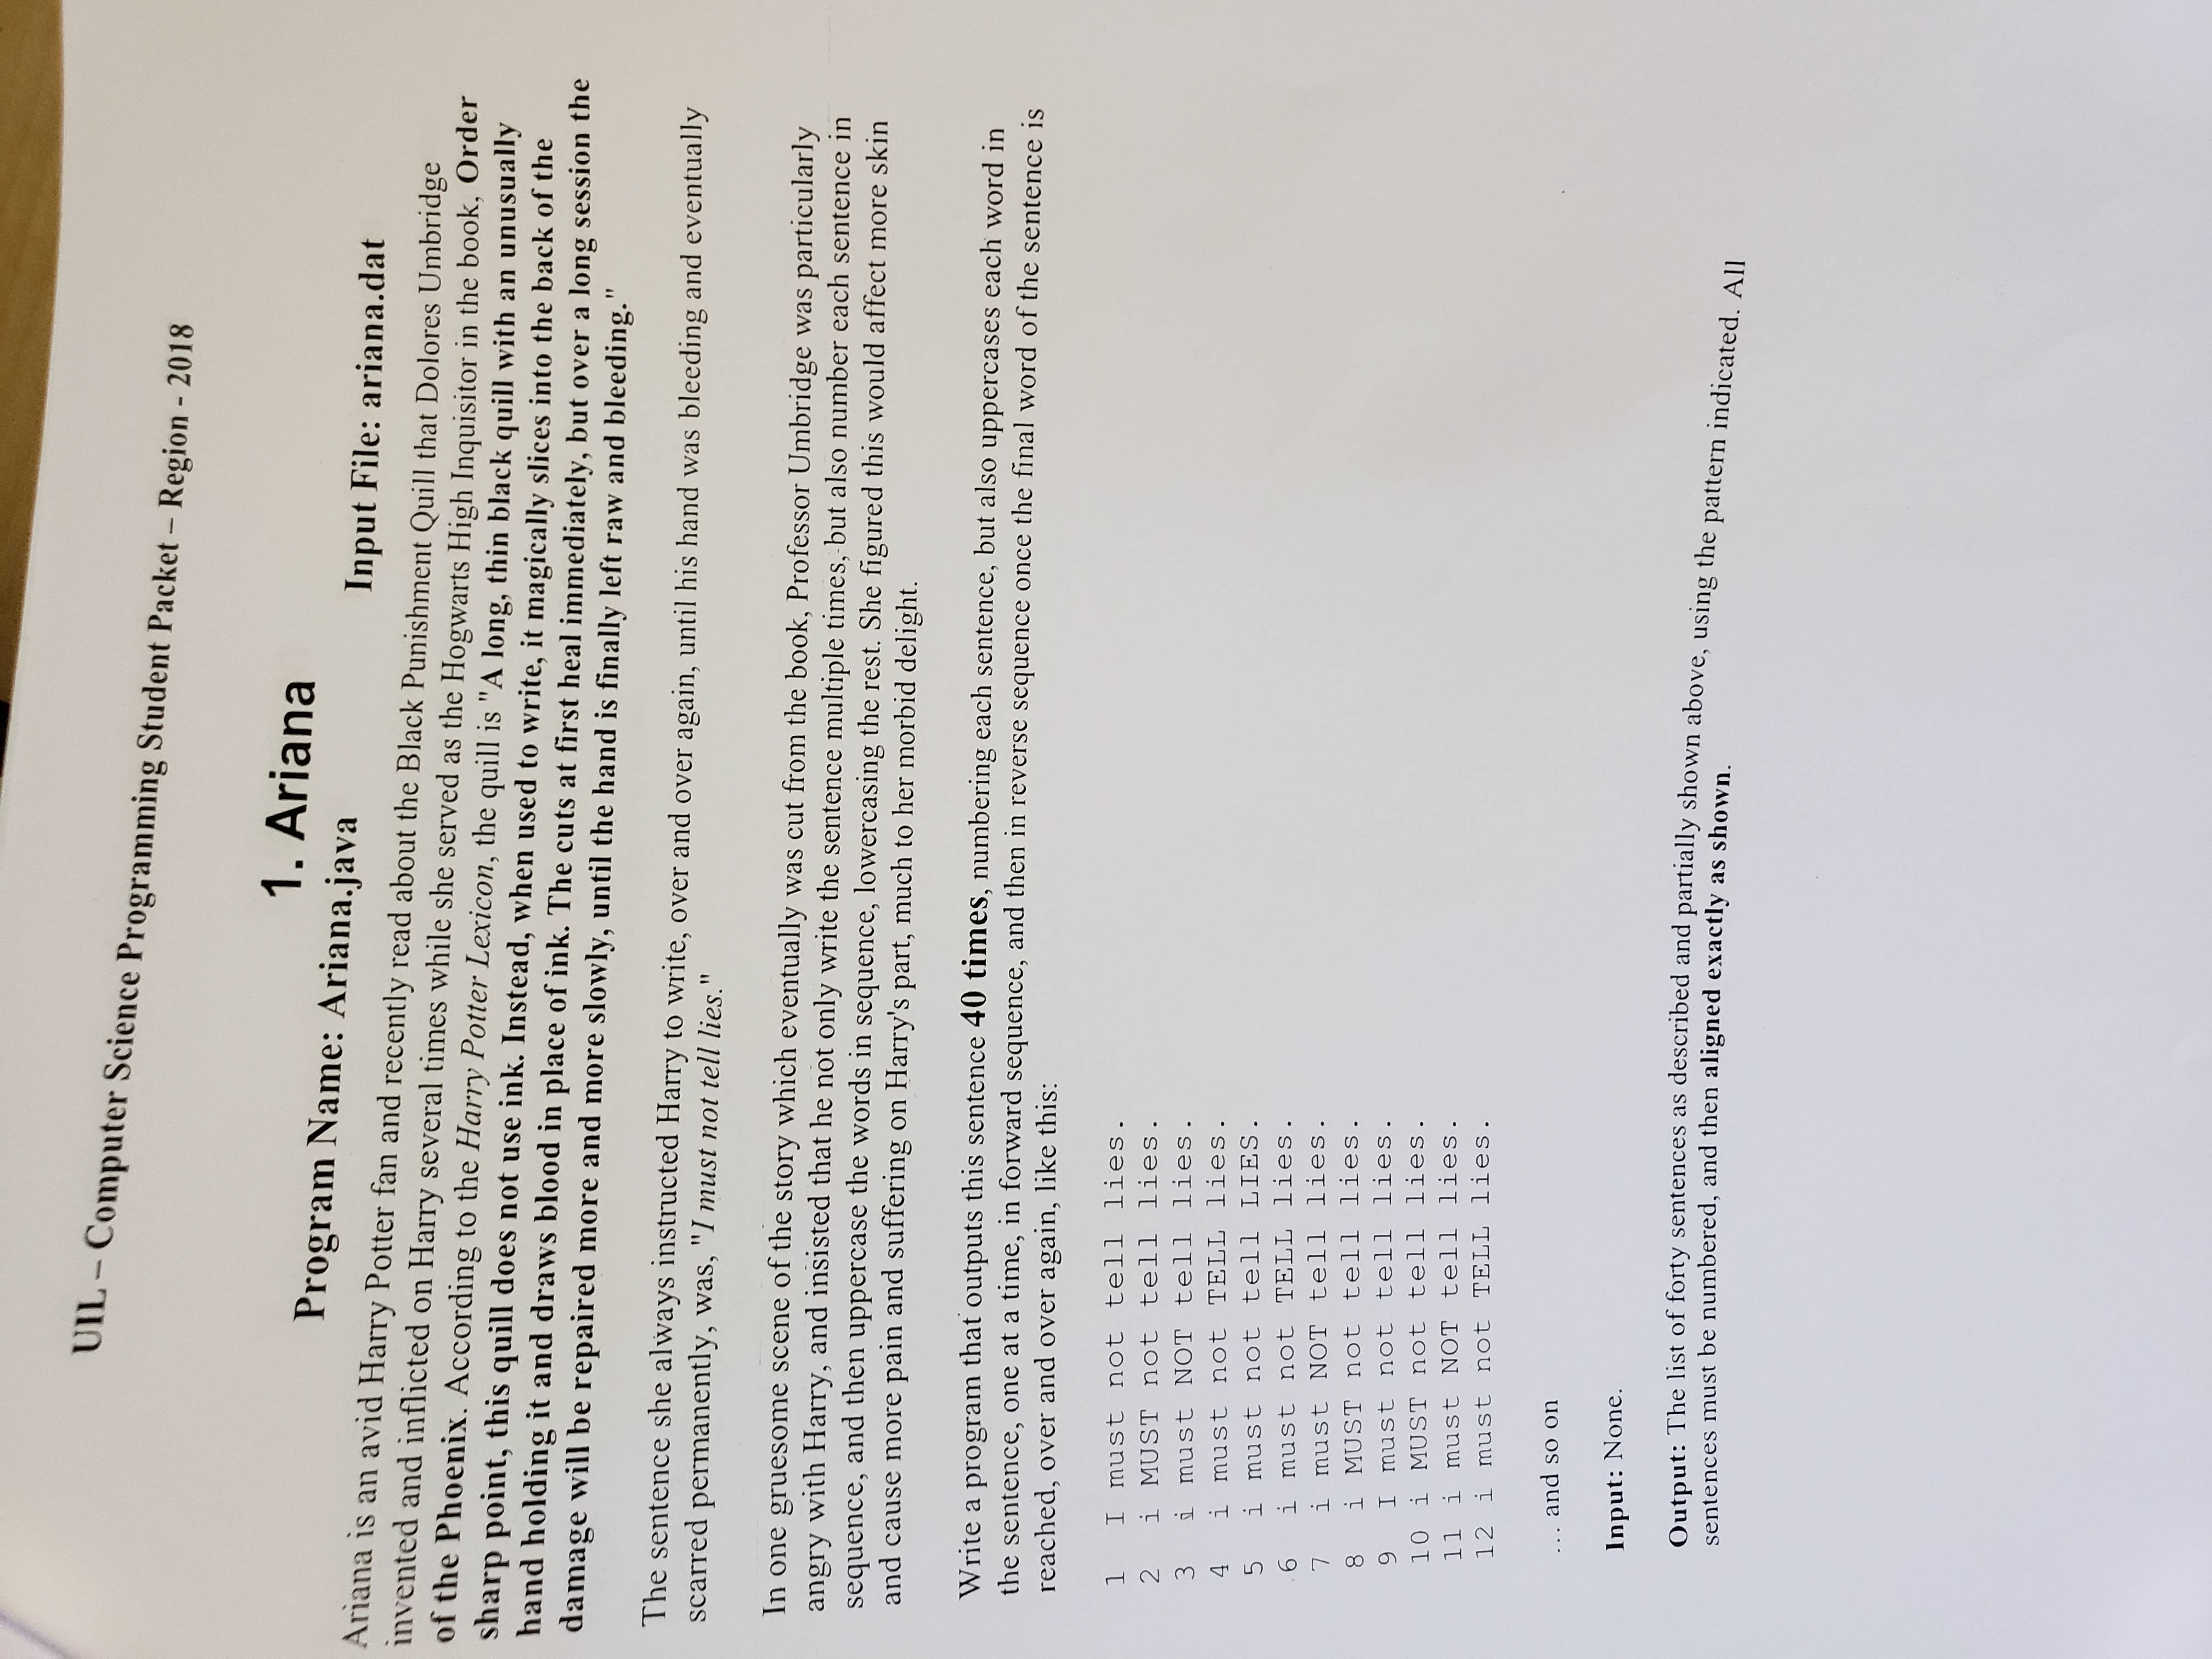 UIL – Computer Science Programming Student Packet – Region - 2018
1. Ariana
Program Name: Ariana.java Input File: ariana.dat
Ariana is an avid Harry Potter fan and recently read about the Black Punishment Quill that Dolores Umbridge
invented and inflicted on Harry several times while she served as the Hogwarts High Inquisitor in the book, Order
of the Phoenix. According to the Harry Potter Lexicon, the quill is "A long, thin black quill with an unusually
sharp point, this quill does not use ink. Instead, when used to write, it magically slices into the back of the
hand holding it and draws blood in place of ink. The cuts at first heal immediately, but over a long session the
damage will be repaired more and more slowly, until the hand is finally left raw and bleeding."
The sentence she always instructed Harry to write, over and over again, until his hand was bleeding and eventually
scarred permanently, was, "I must not tell lies."
In one gruesome scene of the story which eventually was cut from the book, Professor Umbridge was particularly
angry with Harry, and insisted that he not only write the sentence multiple times, but also number each sentence in
sequence, and then uppercase the words in sequence, lowercasing the rest. She figured this would affect more skin
and cause more pain and suffering on Harry's part, much to her morbid delight.
Write a program that outputs this sentence 40 times, numbering each sentence, but also uppercases each word in
the sentence, one at a time, in forward sequence, and then in reverse sequence once the final word of the sentence is
reached, over and over again, like this:
1  I must not tell lies.
2  i MUST not tell lies.
3  i must NOT tell lies.
4  i must not TELL lies.
5  i must not tell LIES.
6  i must not TELL lies.
7  i must NOT tell lies.
8  i MUST not tell lies.
9  I must not tell lies.
10 i MUST not tell lies.
11 i must NOT tell lies.
12 i must not TELL lies.
… and so on
Input: None.
Output: The list of forty sentences as described and partially shown above, using the pattern indicated. All
sentences must be numbered, and then aligned exactly as shown.